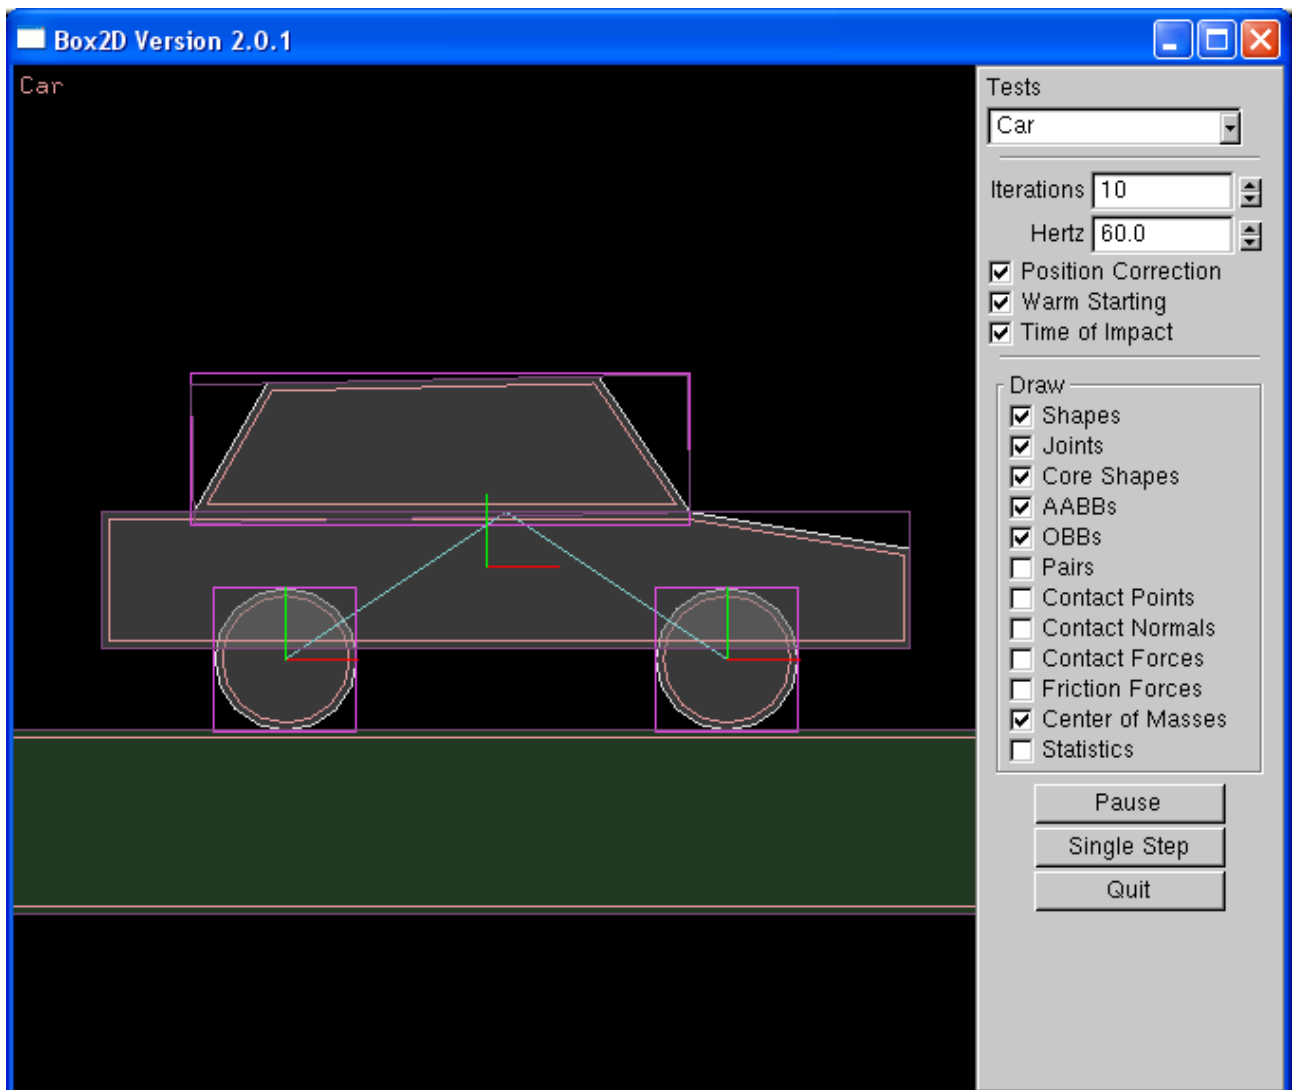 Box2D Version 2.0.1
Car
Tests
Car
Iterations 10
Hertz 60.0
Position Correction
Warm Starting
Time of Impact
Draw
Shapes
Joints
Core Shapes
AABBs
OBBs
Pairs
Contact Points
Contact Normals
Contact Forces
Friction Forces
Center of Masses
Statistics
Pause
Single Step
Quit